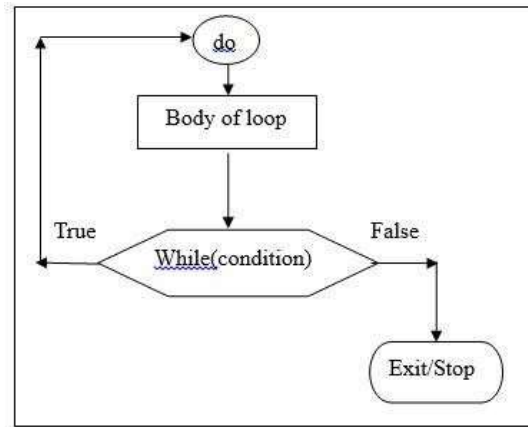 do
Body of loop
True
False
While(condition)
Exit/Stop